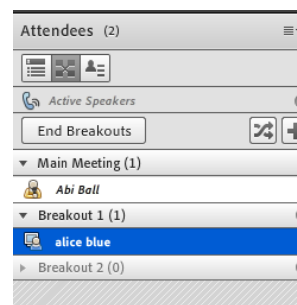 Attendees (2)
Active Speakers
End Breakouts
Main Meeting (1)
Abi Ball
Breakout 1 (1)
alice blue
Breakout 2 (0)